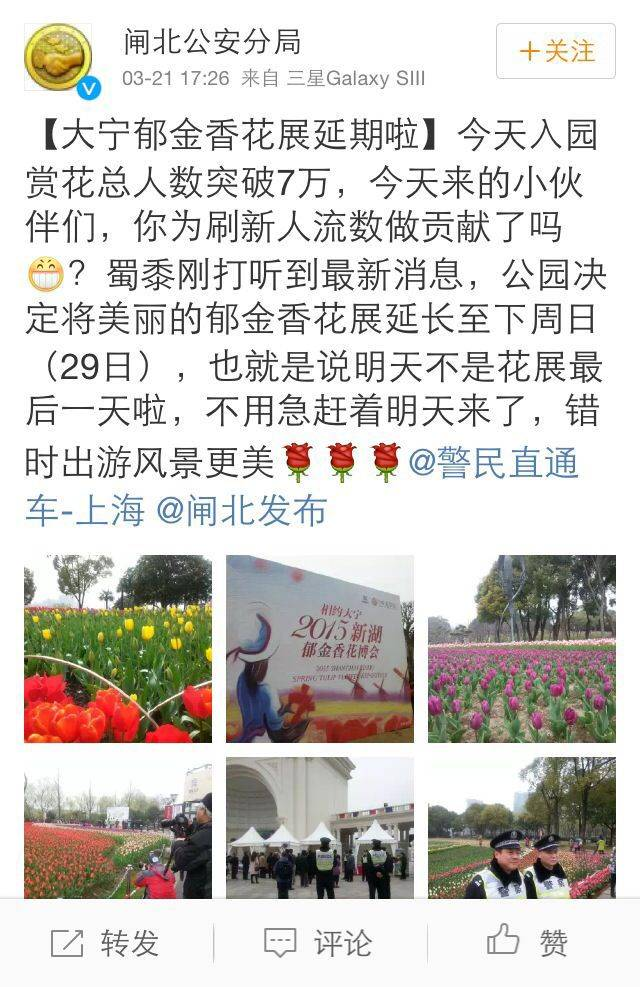 闸北公安分局
03-21 17:26 来自 三星Galaxy SIII
+关注
【大宁郁金香花展延期啦】今天入园
赏花总人数突破7万，今天来的小伙
伴们，你为刷新人流数做贡献了吗
？蜀黍刚打听到最新消息，公园决
定将美丽的郁金香花展延长至下周日
（29日），也就是说明天不是花展最
后一天啦，不用急赶着明天来了，错
时出游风景更美@警民直通
车-上海 @闸北发布
相约大宁
2015新湖
郁金香花博会
转发
评论
赞